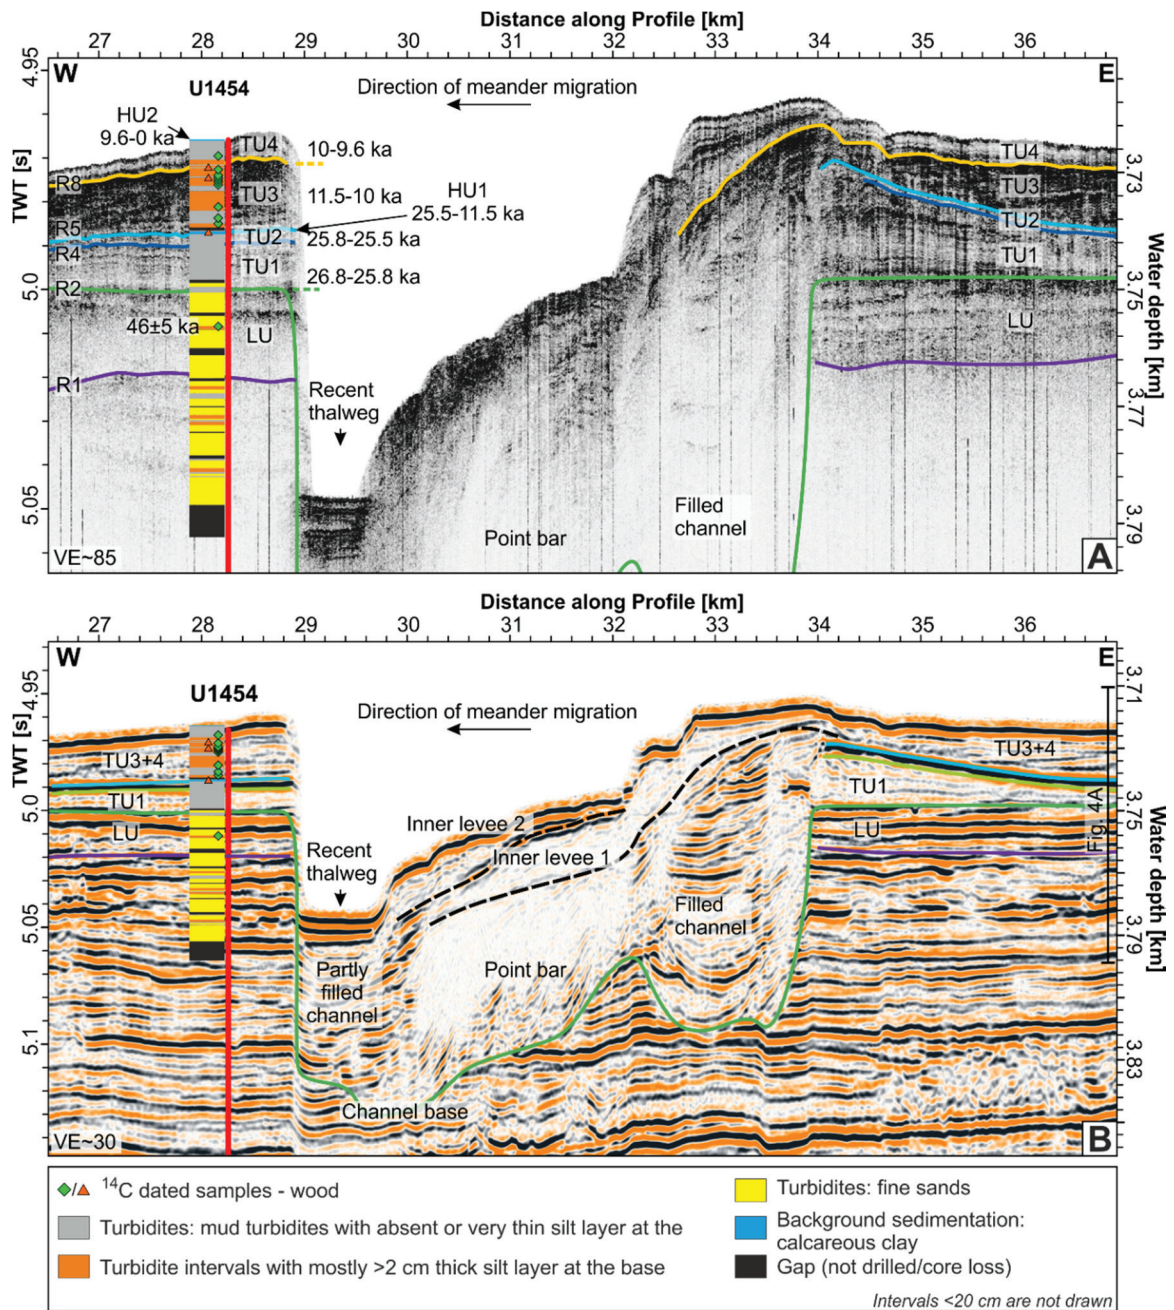 Distance along Profile [km]
27 28 29 30 31 32 33 34 35 36
4.95
W
E
U1454
Direction of meander migration
HU2
9.6-0 ka
TWT [s]
TU4
10-9.6 ka
TU4
3.73
R8
TU3
11.5-10 ka
HU1
25.5-11.5 ka
TU3
R5
TU2
25.8-25.5 ka
TU2
R4
TU1
26.8-25.8 ka
TU1
5.0
R2
3.75
Water depth [km]
46±5 ka
LU
LU
R1
Recent
thalweg
3.77
5.05
Point bar
Filled
channel
3.79
VE~85
A
Distance along Profile [km]
27 28 29 30 31 32 33 34 35 36
W
E
3.71
4.95
U1454
Direction of meander migration
TWT [s]
TU3+4
TU3+4
TU1
TU1
Fig. 4A
5.0
3.75
LU
Inner levee 2
LU
Water depth [km]
Recent
thalweg
Inner levee 1
5.05
Filled
channel
3.79
Partly
filled
channel
Point bar
5.1
3.83
Channel base
VE~30
B
/ 14C dated samples - wood
Turbidites: mud turbidites with absent or very thin silt layer at the
Turbidite intervals with mostly >2 cm thick silt layer at the base
Turbidites: fine sands
Background sedimentation:
calcareous clay
Gap (not drilled/core loss)
Intervals <20 cm are not drawn